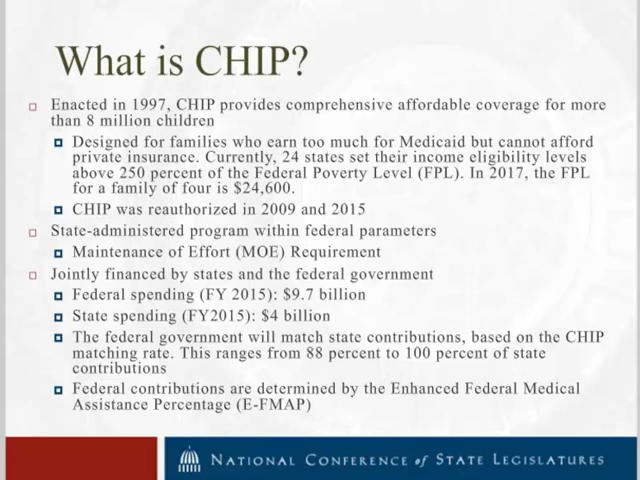 What is CHIP?
Enacted in 1997, CHIP provides comprehensive affordable coverage for more
than 8 million children
Designed for families who earn too much for Medicaid but cannot afford
private insurance. Currently, 24 states set their income eligibility levels
above 250 percent of the Federal Poverty Level (FPL). In 2017, the FPL
for a family of four is $24,600.
CHIP was reauthorized in 2009 and 2015
State-administered program within federal parameters
Maintenance of Effort (MOE) Requirement
Jointly financed by states and the federal government
Federal spending (FY 2015): $9.7 billion
State spending (FY2015): $4 billion
The federal government will match state contributions, based on the CHIP
matching rate. This ranges from 88 percent to 100 percent of state
contributions
Federal contributions are determined by the Enhanced Federal Medical
Assistance Percentage (E-FMAP)
NATIONAL CONFERENCE of STATE LEGISLATURES